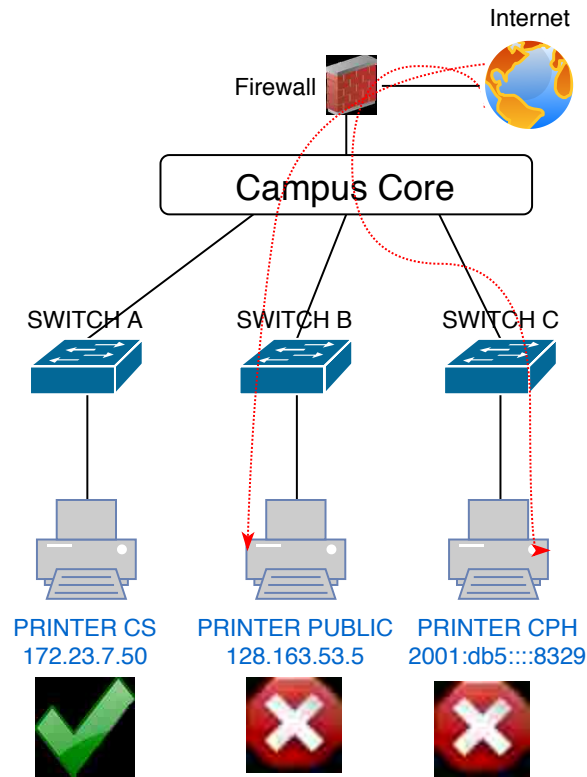 Internet
Firewall
Campus Core
SWITCH A
SWITCH B
SWITCH C
PRINTER CS
172.23.7.50
PRINTER PUBLIC
128.163.53.5
PRINTER CPH
2001:db5::::8329